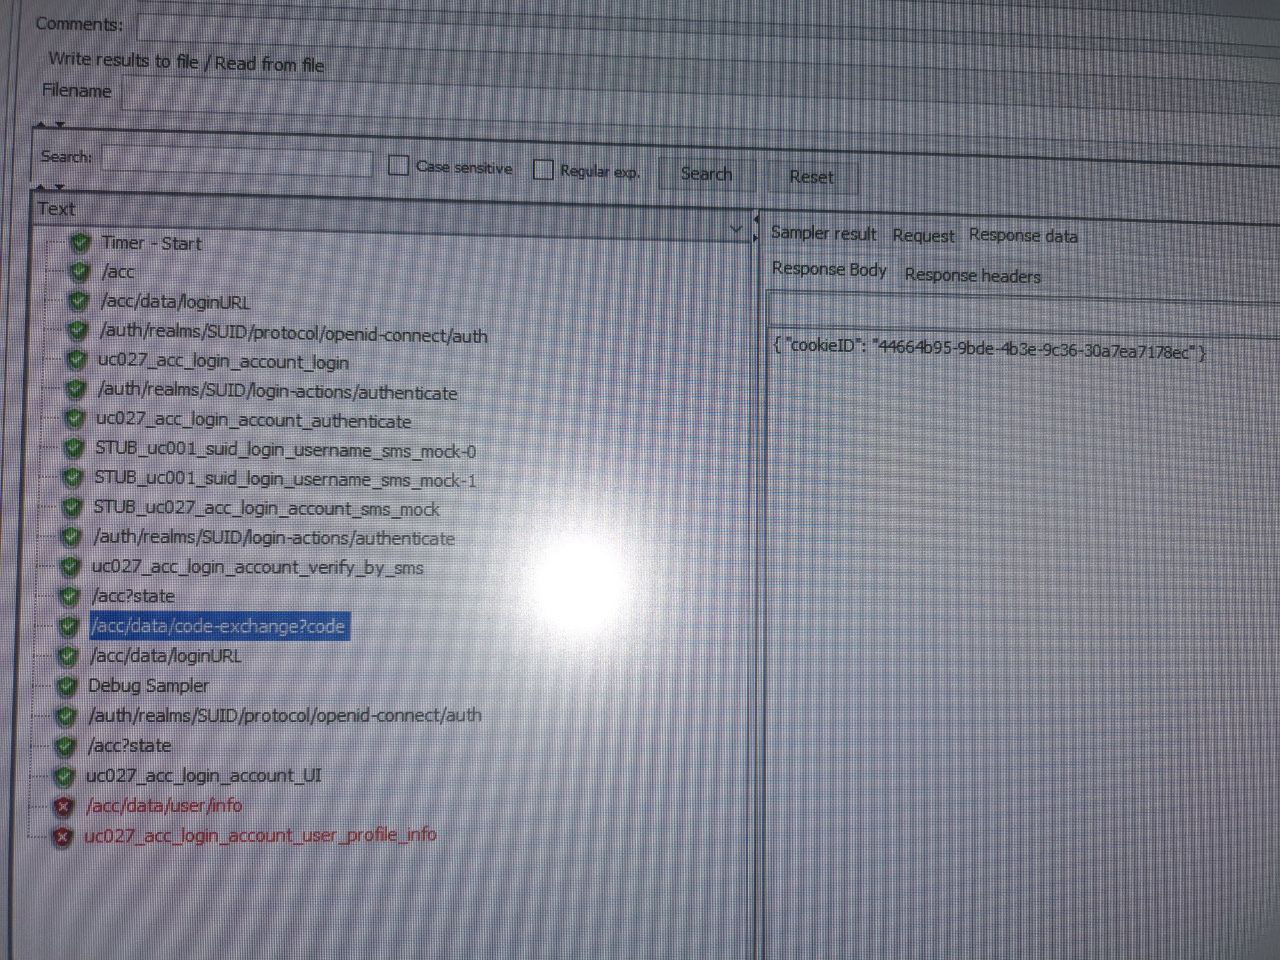 Comments:
Write results to file / Read from file
Filename
Search:
Case sensitive
Regular exp.
Search
Reset
Text
Timer - Start
/acc
/acc/data/loginURL
/auth/realms/SUID/protocol/openid-connect/auth
uc027_acc_login_account_login
/auth/realms/SUID/login-actions/authenticate
uc027_acc_login_account_authenticate
STUB_uc001_suid_login_username_sms_mock-0
STUB_uc001_suid_login_username_sms_mock-1
STUB_uc027_acc_login_account_sms_mock
/auth/realms/SUID/login-actions/authenticate
uc027_acc_login_account_verify_by_sms
/acc?state
/acc/data/code-exchange?code
/acc/data/loginURL
Debug Sampler
/auth/realms/SUID/protocol/openid-connect/auth
/acc?state
uc027_acc_login_account_UI
/acc/data/user/info
uc027_acc_login_account_user_profile_info
Sampler result Request Response data
Response Body Response headers
{ "cookieID": "44664b95-9bde-4b3e-9c36-30a7ea7178ec" }